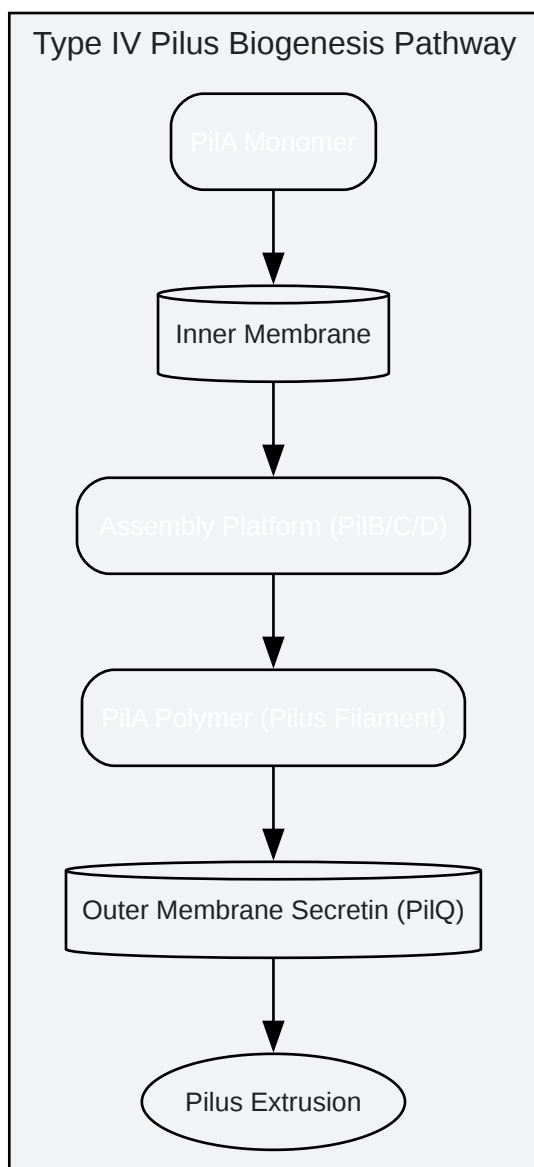 Type IV Pilus Biogenesis Pathway
PilA Monomer
Inner Membrane
Assembly Platform (PilB/C/D)
PilA Polymer (Pilus Filament)
Outer Membrane Secretin (PilQ)
Pilus Extrusion